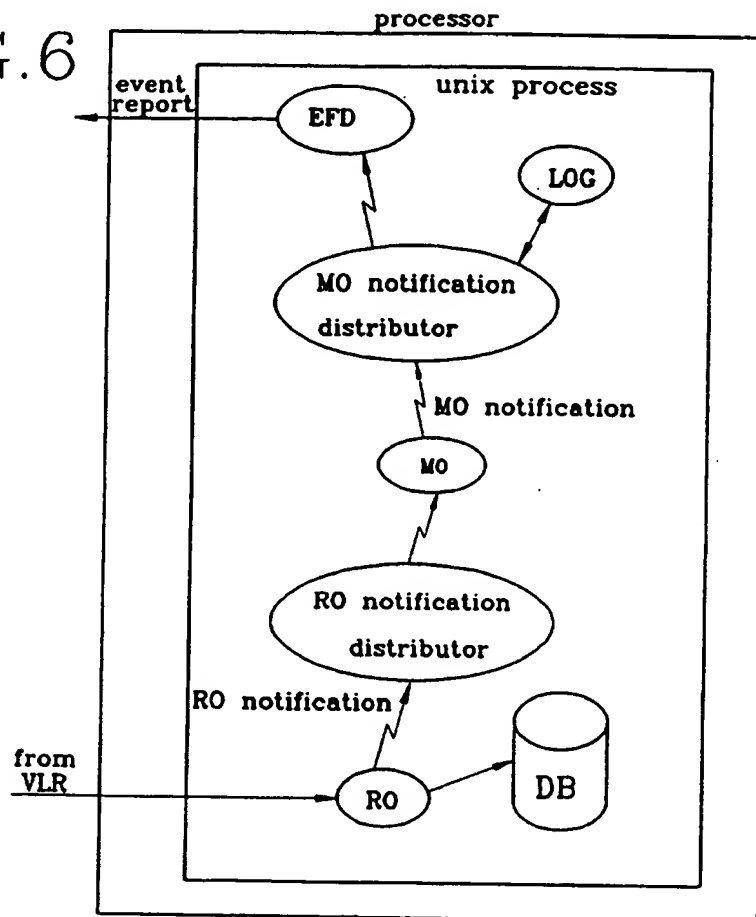 processor
G.6
unix process
event
report
EFD
LOG
MO notification
distributor
MO notification
MO
RO notification
distributor
RO notification
from
VLR
RO
DB